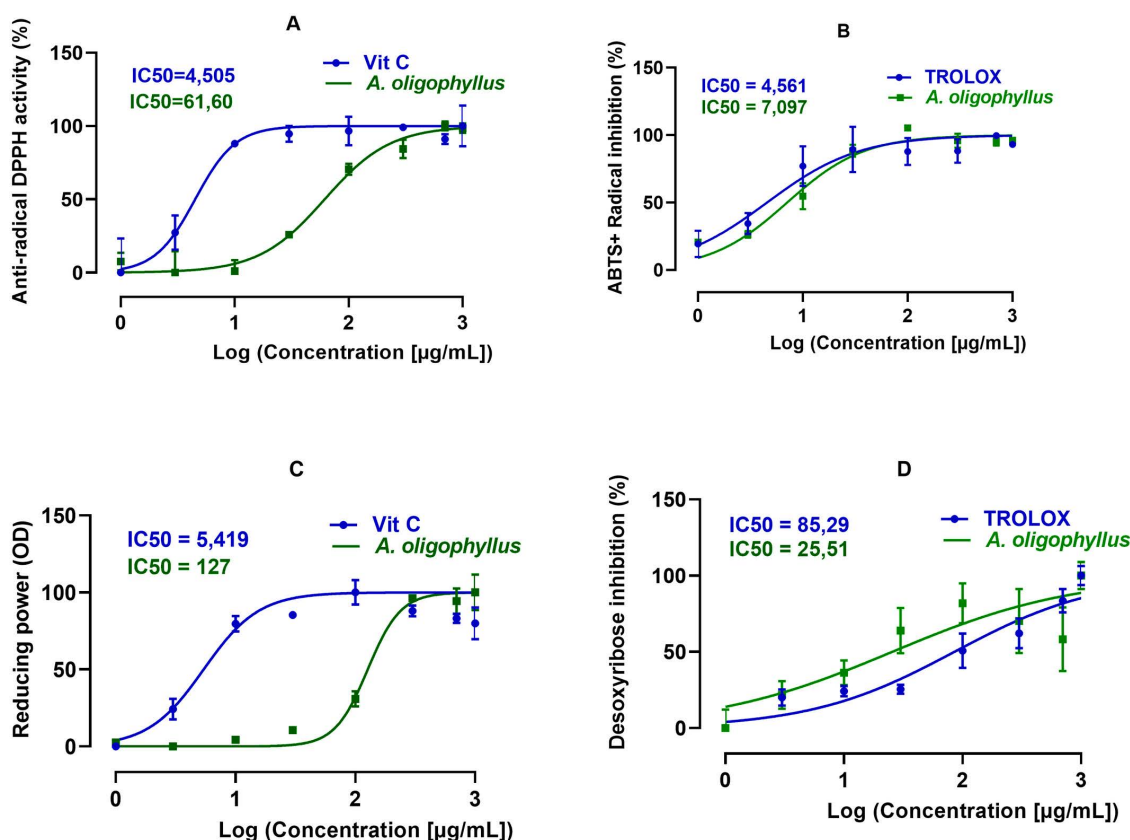 A
Anti-radical DPPH activity (%)
150
100
50
0
IC50=4,505
IC50=61,60
Vit C
A. oligophyllus
0 1 2 3
Log (Concentration [µg/mL])
B
ABTS+ Radical inhibition (%)
150
100
50
0
IC50 = 4,561
IC50 = 7,097
TROLOX
A. oligophyllus
0 1 2 3
Log (Concentration [µg/mL])
C
Reducing power (OD)
150
100
50
0
IC50 = 5,419
IC50 = 127
Vit C
A. oligophyllus
0 1 2 3
Log (Concentration [µg/mL])
D
Desoxyribose inhibition (%)
150
100
50
0
IC50 = 85,29
IC50 = 25,51
TROLOX
A. oligophyllus
0 1 2 3
Log (Concentration [µg/mL])